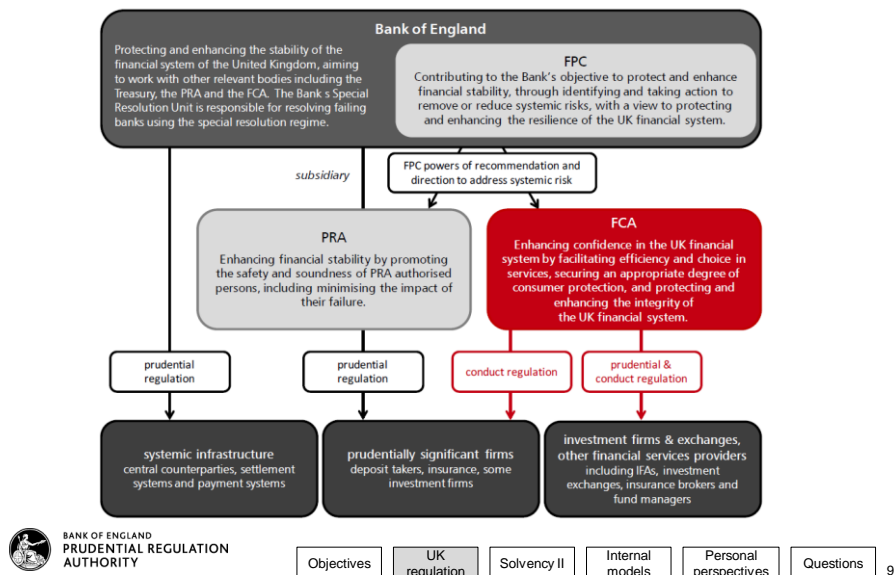 Bank of England
Protecting and enhancing the stability of the
financial system of the United Kingdom, aiming
to work with other relevant bodies including the
Treasury, the PRA and the FCA. The Bank s Special
Resolution Unit is responsible for resolving failing
banks using the special resolution regime.
FPC
Contributing to the Bank's objective to protect and enhance
financial stability, through identifying and taking action to
remove or reduce systemic risks, with a view to protecting
and enhancing the resilience of the UK financial system.
subsidiary
FPC powers of recommendation and
direction to address systemic risk
PRA
Enhancing financial stability by promoting
the safety and soundness of PRA authorised
persons, including minimising the impact of
their failure.
FCA
Enhancing confidence in the UK financial
system by facilitating efficiency and choice in
services, securing an appropriate degree of
consumer protection, and protecting and
enhancing the integrity of
the UK financial system.
prudential
regulation
prudential
regulation
conduct regulation
prudential &
conduct regulation
systemic infrastructure
central counterparties, settlement
systems and payment systems
prudentially significant firms
deposit takers, insurance, some
investment firms
investment firms & exchanges,
other financial services providers
including IFAs, investment
exchanges, insurance brokers and
fund managers
BANK OF ENGLAND
PRUDENTIAL REGULATION
AUTHORITY
Objectives
UK
regulation
Solvency II
Internal
models
Personal
perspectives
Questions
9